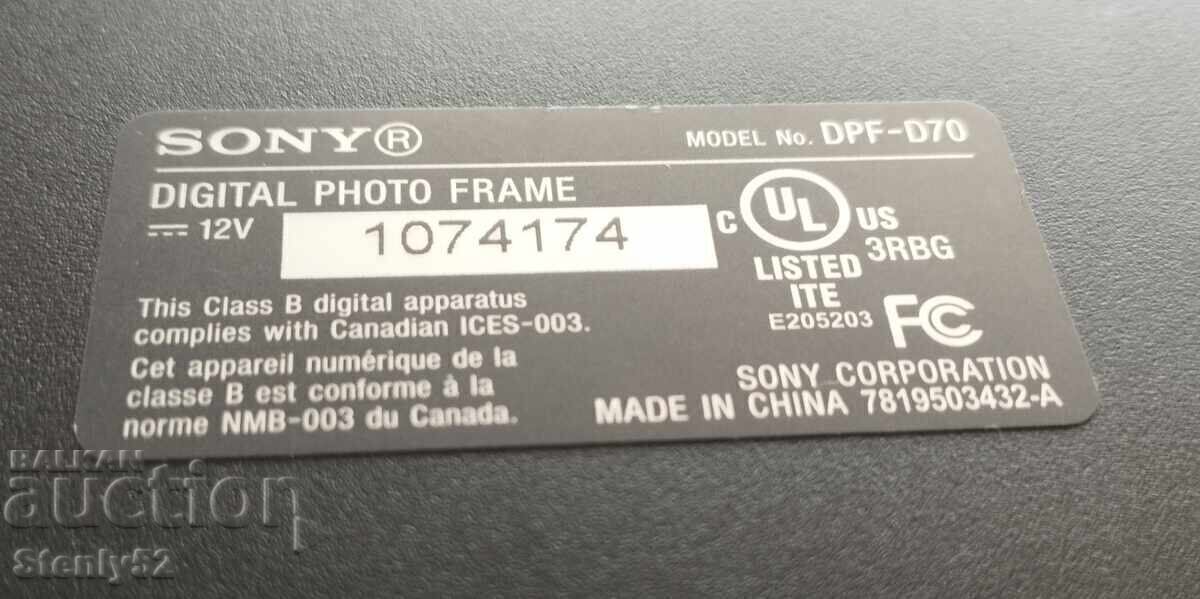 SONY®
MODEL No. DPF-D70
DIGITAL PHOTO FRAME
12V
1074174
C UL US
LISTED 3RBG
ITE
E205203 FC
This Class B digital apparatus
complies with Canadian ICES-003.
Cet appareil numérique de la
classe B est conforme à la
norme NMB-003 du Canada.
SONY CORPORATION
MADE IN CHINA 7819503432-A
BALKAN
auction
Stenly52